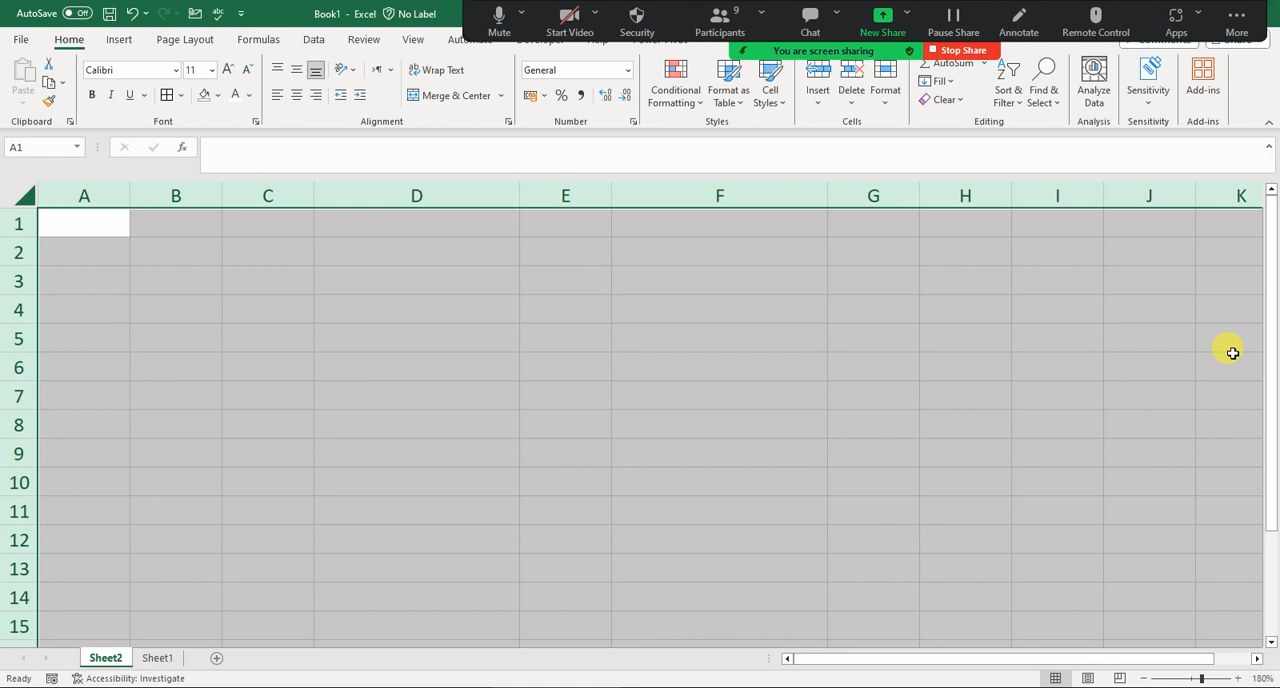 AutoSave Off Book1 - Excel No Label
Mute Start Video Security Participants 9 Chat New Share Pause Share Annotate Remote Control Apps More
File Home Insert Page Layout Formulas Data Review View
You are screen sharing Stop Share
Paste Calibri 11 Wrap Text General Conditional Formatting Format as Table Cell Styles Insert Delete Format AutoSum Sort & Filter Find & Select Analyze Data Sensitivity Add-ins
B I U A Merge & Center % Fill
Clear
Clipboard Font Alignment Number Styles Cells Editing Analysis Sensitivity Add-ins
A1 fx
A B C D E F G H I J K
1
2
3
4
5
6
7
8
9
10
11
12
13
14
15
Sheet2 Sheet1
Ready Accessibility: Investigate 180%